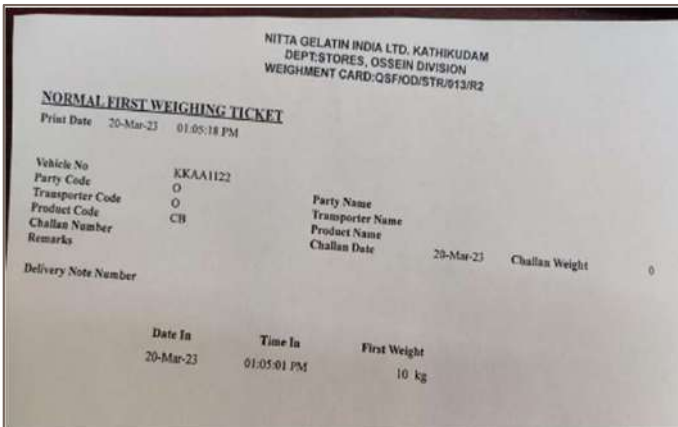 NITTA GELATIN INDIA LTD. KATHIKUDAM
DEPT:STORES, OSSEIN DIVISION
WEIGHMENT CARD:QSF/OD/STR/013/R2
NORMAL FIRST WEIGHING TICKET
Print Date 20-Mar-23 01:05:18 PM
Vehicle No KKAA1122
Party Code O Party Name
Transporter Code O Transporter Name
Product Code CB Product Name
Challan Number Challan Date 20-Mar-23 Challan Weight 0
Remarks
Delivery Note Number
Date In Time In First Weight
20-Mar-23 01:05:01 PM 10 kg